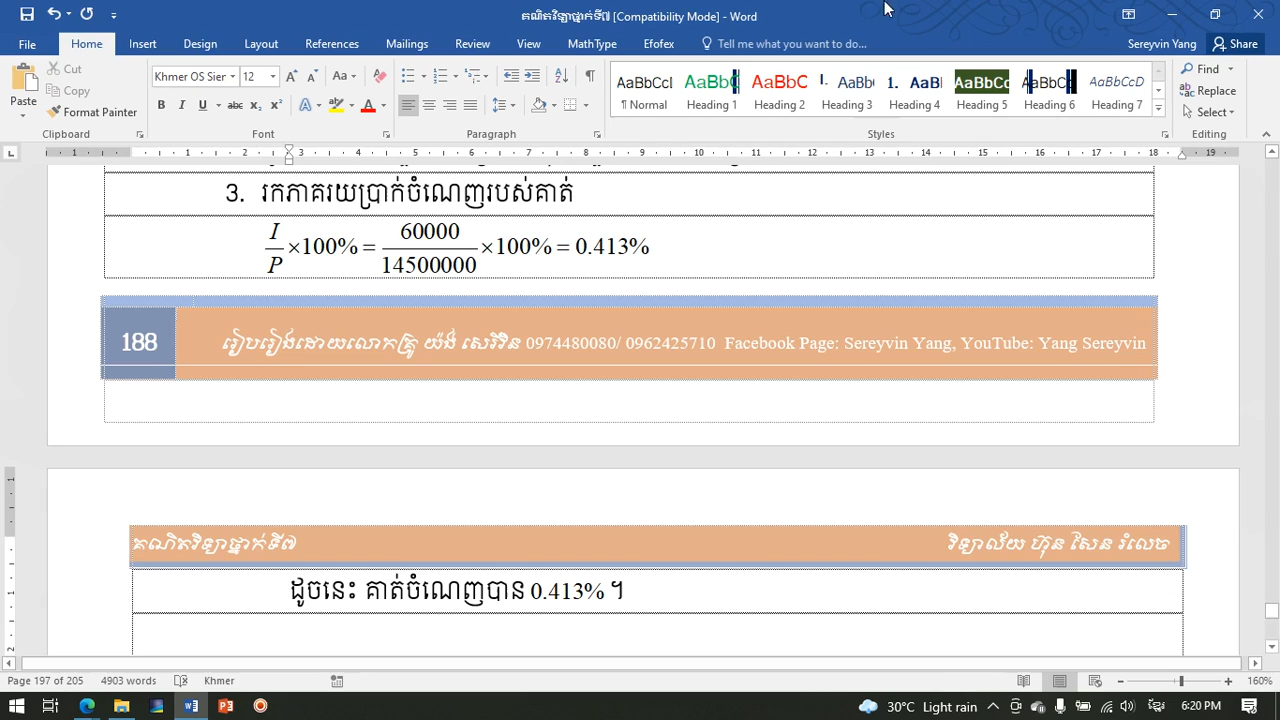 គណិតវិទ្យាថ្នាក់ទី៧ [Compatibility Mode] - Word
File Home Insert Design Layout References Mailings Review View MathType Efofex Tell me what you want to do... Sereyvin Yang Share
Paste Cut Copy Format Painter
Khmer OS Sier 12
AaBbCcI AaBbC AaBbC I. AaBbC 1. AaBl AaBbCc AaBbC AaBbCcD
¶ Normal Heading 1 Heading 2 Heading 3 Heading 4 Heading 5 Heading 6 Heading 7
Find Replace Select
Clipboard Font Paragraph Styles Editing
3. រកភាគរយប្រាក់ចំណេញរបស់គាត់
I/P ×100% = 60000/14500000 ×100% = 0.413%
188 រៀបរៀងដោយលោកគ្រូ យ៉ង់ សេរីវិន 0974480080/ 0962425710 Facebook Page: Sereyvin Yang, YouTube: Yang Sereyvin
គណិតវិទ្យាថ្នាក់ទី៧ វិទ្យាល័យ ហ៊ុន សែន រំលេច
ដូចនេះ គាត់ចំណេញបាន 0.413% ។
Page 197 of 205 4903 words Khmer 160%
30°C Light rain 6:20 PM